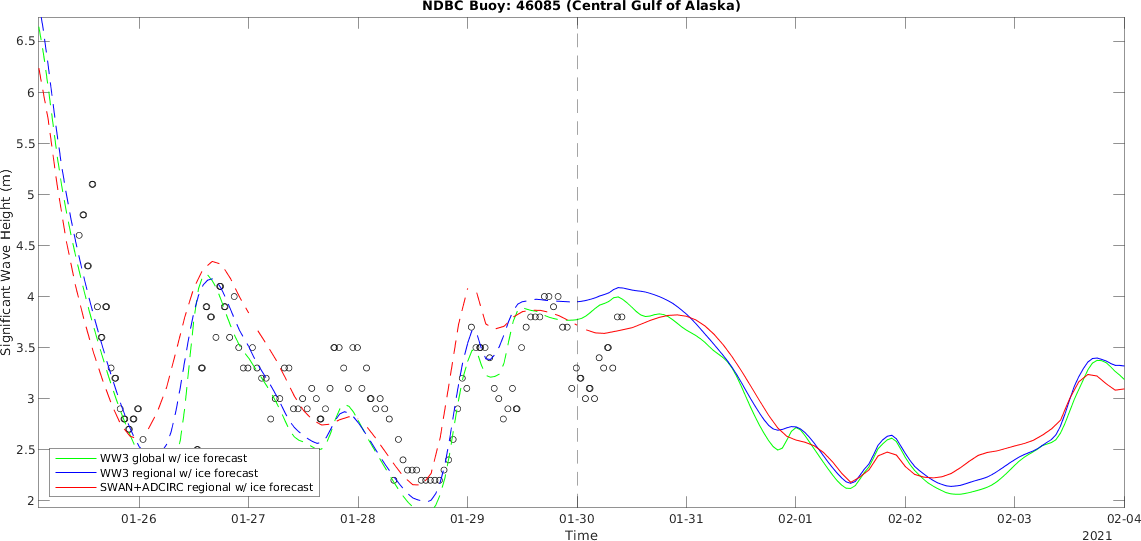 NDBC Buoy: 46085 (Central Gulf of Alaska)
Significant Wave Height (m)
6.5
6
5.5
5
4.5
4
3.5
3
2.5
2
WW3 global w/ ice forecast
WW3 regional w/ ice forecast
SWAN+ADCIRC regional w/ ice forecast
01-26 01-27 01-28 01-29 01-30 01-31 02-01 02-02 02-03 02-04
Time
2021